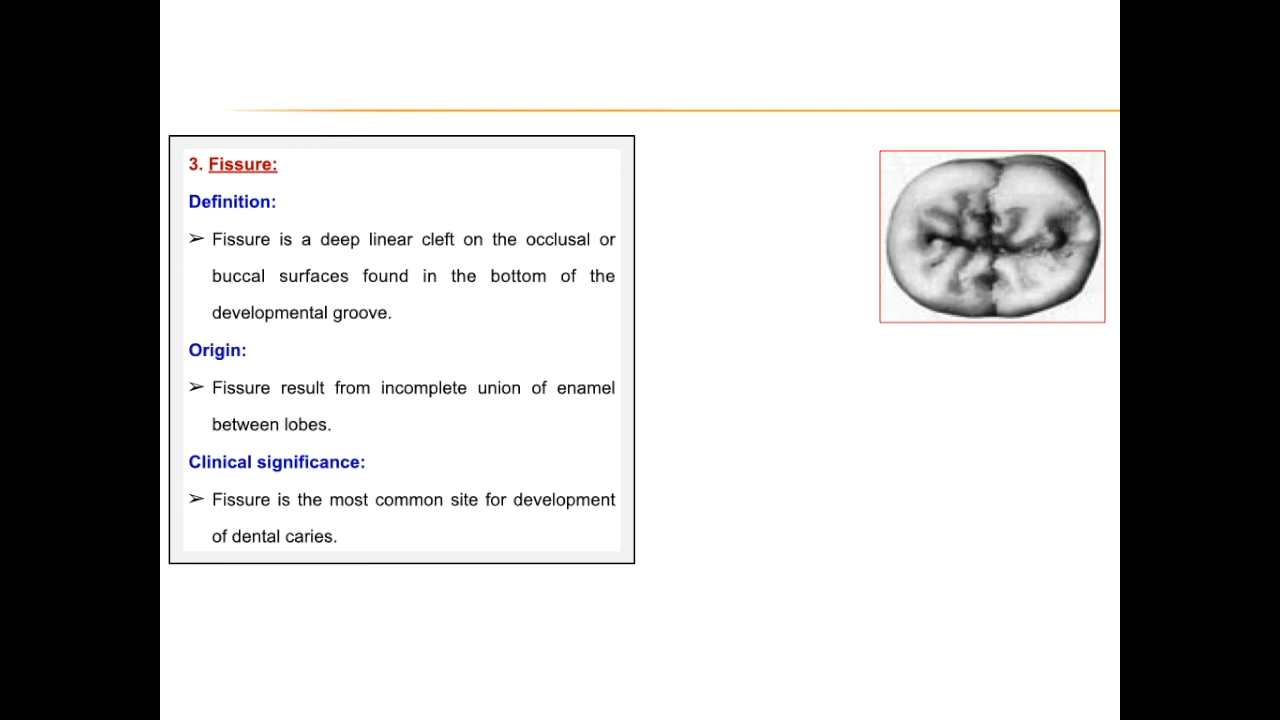 3. Fissure:
Definition:
➢ Fissure is a deep linear cleft on the occlusal or
buccal surfaces found in the bottom of the
developmental groove.
Origin:
➢ Fissure result from incomplete union of enamel
between lobes.
Clinical significance:
➢ Fissure is the most common site for development
of dental caries.